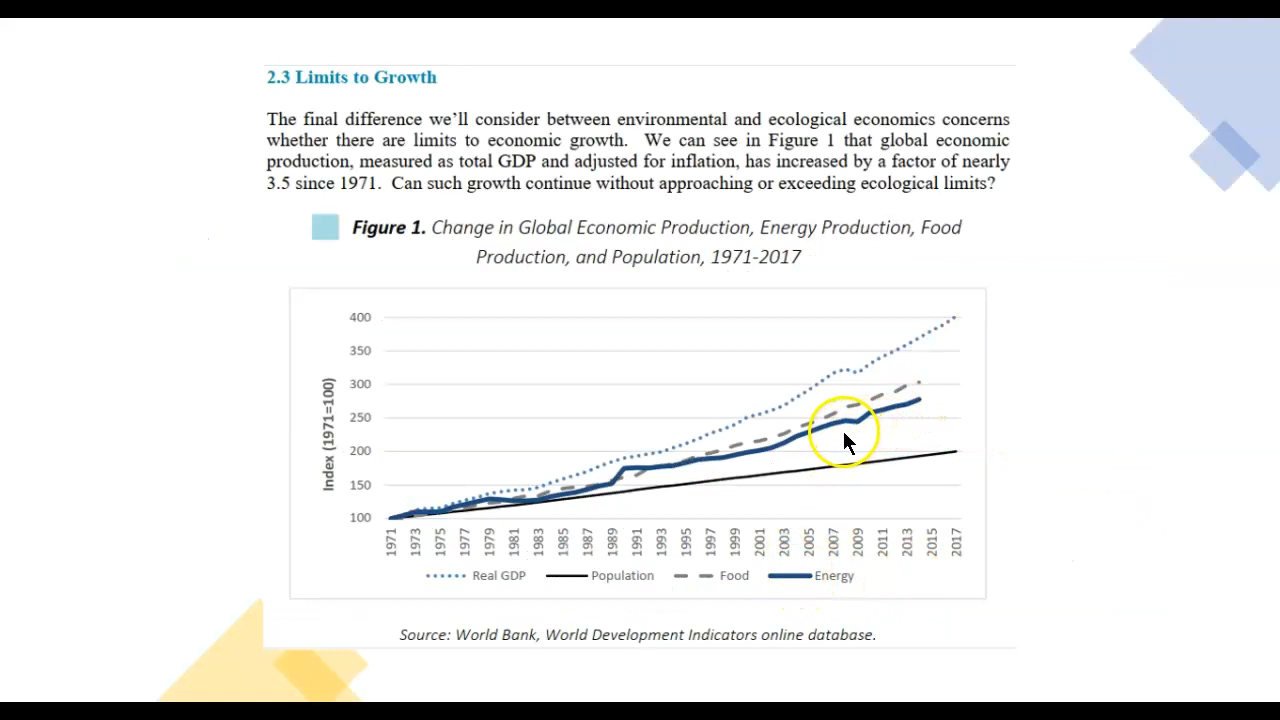 2.3 Limits to Growth
The final difference we'll consider between environmental and ecological economics concerns
whether there are limits to economic growth. We can see in Figure 1 that global economic
production, measured as total GDP and adjusted for inflation, has increased by a factor of nearly
3.5 since 1971. Can such growth continue without approaching or exceeding ecological limits?
Figure 1. Change in Global Economic Production, Energy Production, Food
Production, and Population, 1971-2017
Index (1971=100)
400
350
300
250
200
150
100
1971 1973 1975 1977 1979 1981 1983 1985 1987 1989 1991 1993 1995 1997 1999 2001 2003 2005 2007 2009 2011 2013 2015 2017
Real GDP Population Food Energy
Source: World Bank, World Development Indicators online database.